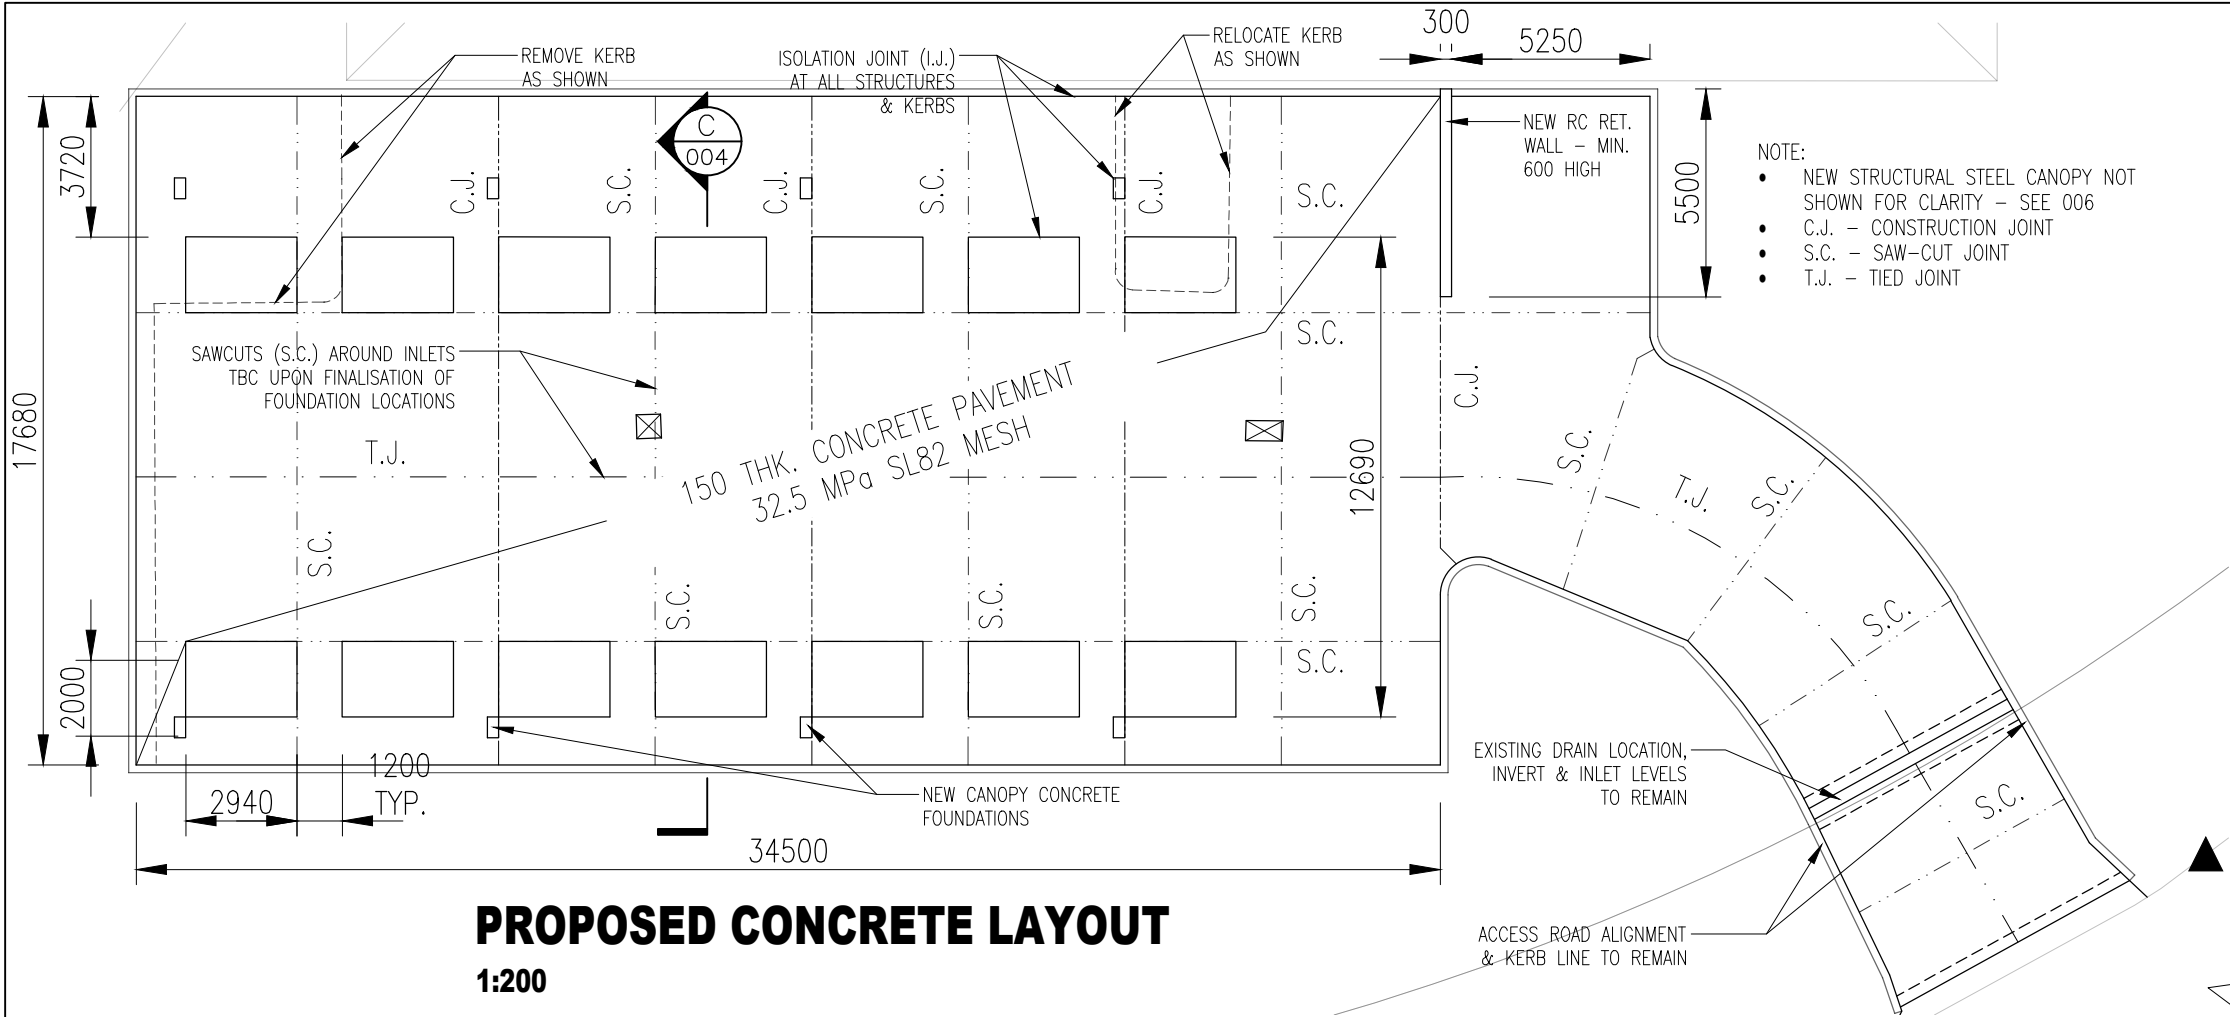 300
5250
REMOVE KERB
AS SHOWN
ISOLATION JOINT (I.J.)
AT ALL STRUCTURES
& KERBS
RELOCATE KERB
AS SHOWN
C
004
NEW RC RET.
WALL – MIN.
600 HIGH
NOTE:
• NEW STRUCTURAL STEEL CANOPY NOT
SHOWN FOR CLARITY – SEE 006
• C.J. – CONSTRUCTION JOINT
• S.C. – SAW-CUT JOINT
• T.J. – TIED JOINT
3720
17680
5500
C.J.
S.C.
C.J.
S.C.
C.J.
S.C.
S.C.
SAWCUTS (S.C.) AROUND INLETS
TBC UPON FINALISATION OF
FOUNDATION LOCATIONS
T.J.
150 THK. CONCRETE PAVEMENT
32.5 MPa SL82 MESH
12690
C.J.
S.C.
T.J.
S.C.
S.C.
S.C.
S.C.
S.C.
S.C.
S.C.
S.C.
2000
2940
1200
TYP.
NEW CANOPY CONCRETE
FOUNDATIONS
EXISTING DRAIN LOCATION,
INVERT & INLET LEVELS
TO REMAIN
S.C.
34500
ACCESS ROAD ALIGNMENT
& KERB LINE TO REMAIN
PROPOSED CONCRETE LAYOUT
1:200